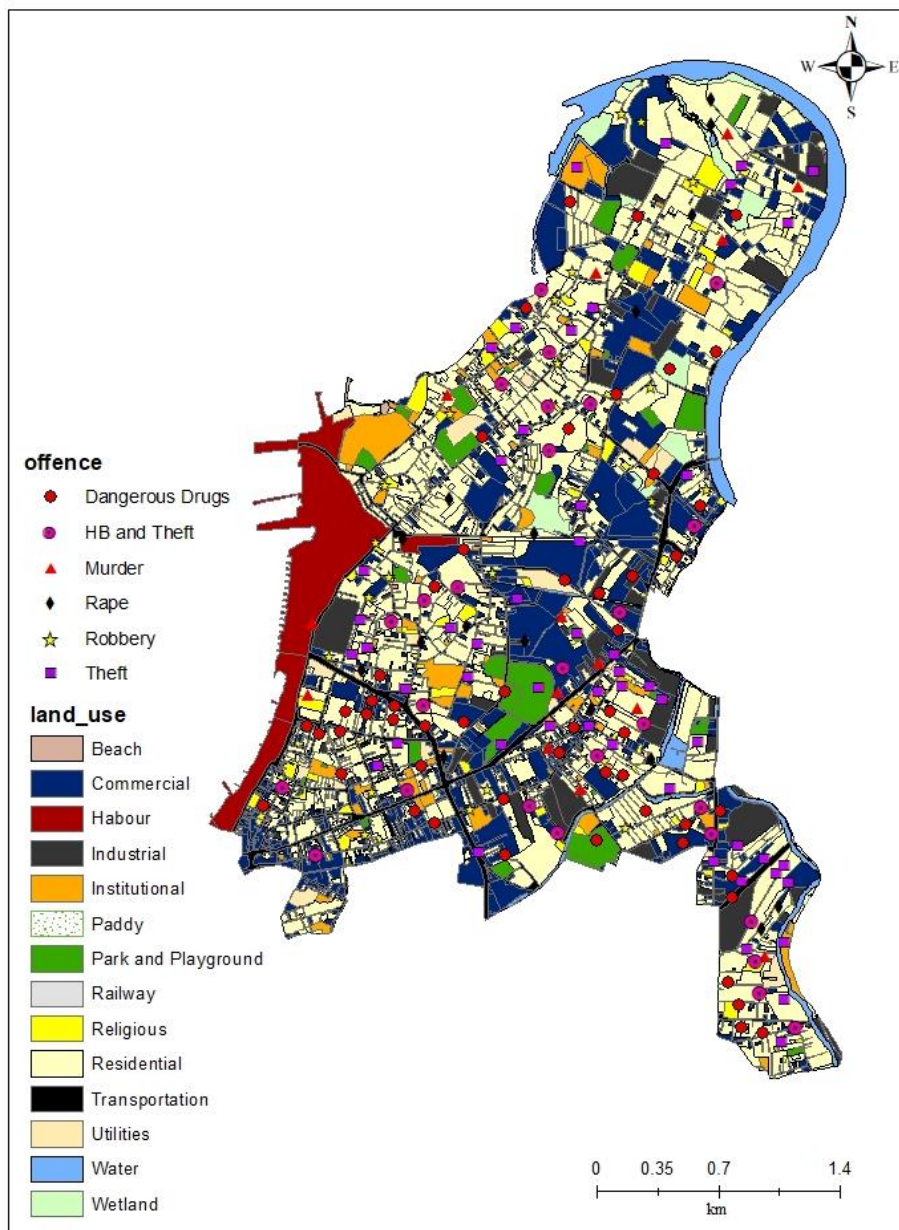 N
W E
S
offence
Dangerous Drugs
HB and Theft
Murder
Rape
Robbery
Theft
land_use
Beach
Commercial
Habour
Industrial
Institutional
Paddy
Park and Playground
Railway
Religious
Residential
Transportation
Utilities
Water
Wetland
0 0.35 0.7 1.4
km